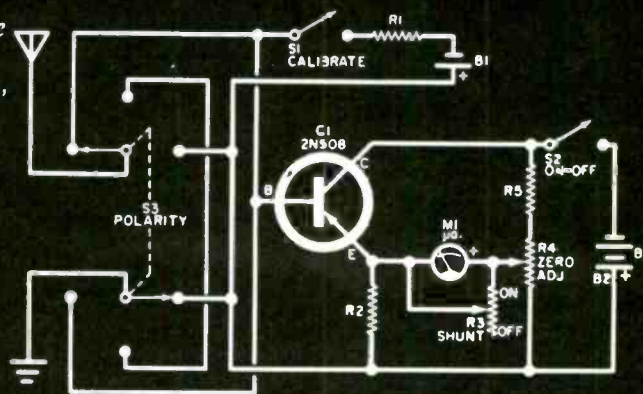 S1
CALIBRATE
R1
B1
+
C1
2N508
C
B
E
S3
POLARITY
S2
ON-OFF
R5
M1
µa.
+
R4
ZERO
ADJ
R2
ON
R3
OFF
SHUNT
B
B2
+